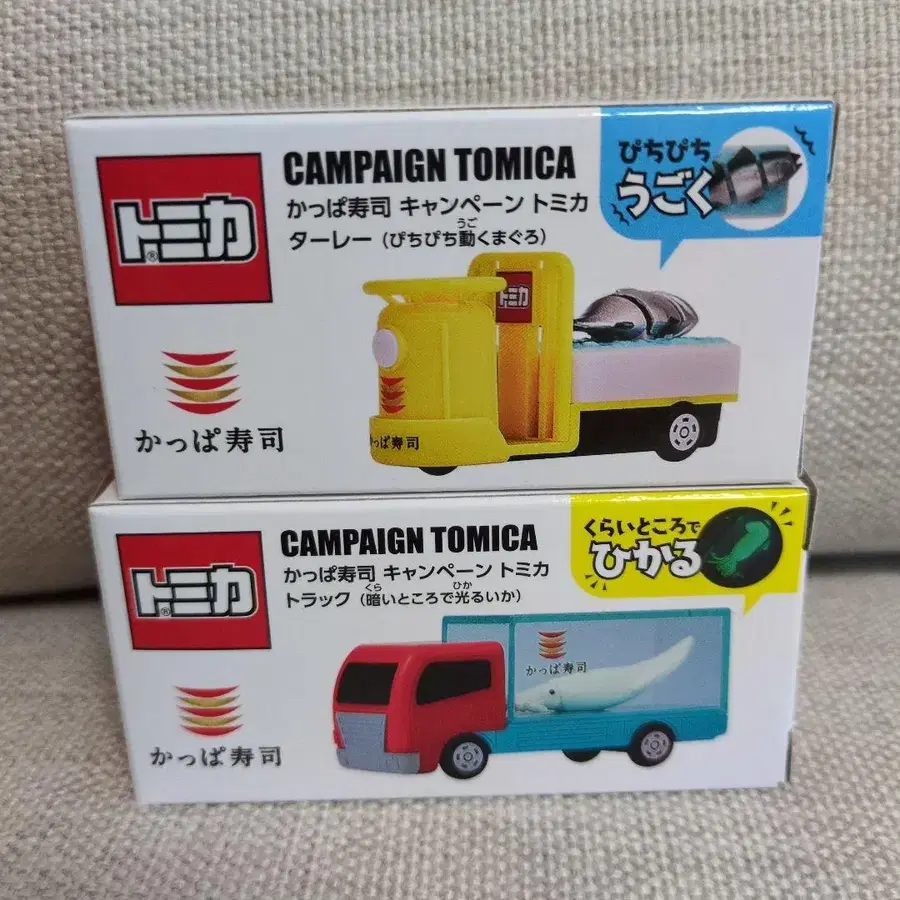 トミカ®
CAMPAIGN TOMICA
かっぱ寿司 キャンペーン トミカ
うご
ターレー（ぴちぴち動くまぐろ）
ぴちぴち
うごく
トミカ
かっぱ寿司
かっぱ寿司
トミカ®
CAMPAIGN TOMICA
かっぱ寿司 キャンペーン トミカ
くら ひか
トラック（暗いところで光るいか）
くらいところで
ひかる
かっぱ寿司
かっぱ寿司